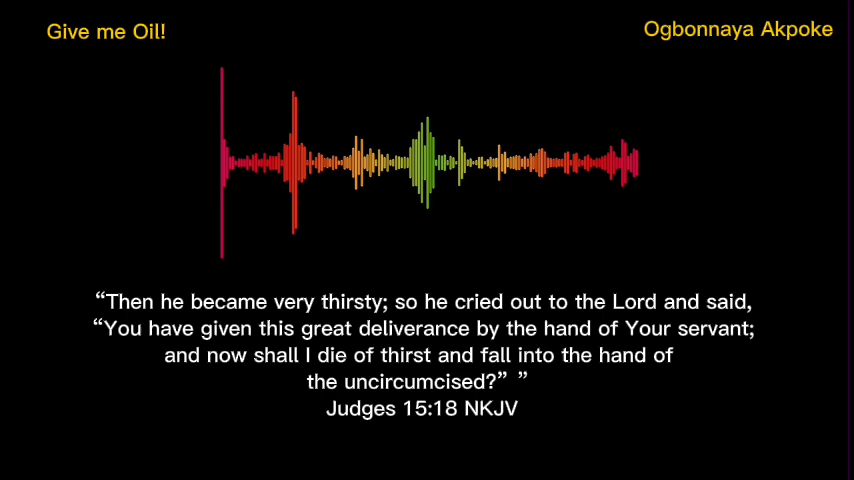 Give me Oil!
Ogbonnaya Akpoke
“Then he became very thirsty; so he cried out to the Lord and said,
“You have given this great deliverance by the hand of Your servant;
and now shall I die of thirst and fall into the hand of
the uncircumcised?” ”
Judges 15:18 NKJV